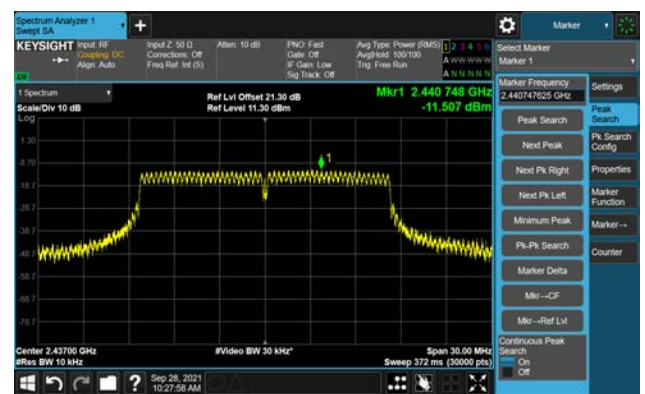 Spectrum Analyzer 1
Swept SA
Marker
KEYSIGHT
Input: RF
Coupling: DC
Align: Auto
Input Z: 50 Ω
Corrections: Off
Freq Ref: Int (S)
Atten: 10 dB
PNO: Fast
Gate: Off
IF Gain: Low
Sig Track: Off
Avg Type: Power (RMS)
Avg|Hold: 100/100
Trig: Free Run
1 2 3 4 5 6
A W W W W W
A N N N N N
Select Marker
Marker 1
1 Spectrum
Scale/Div 10 dB
Log
Ref Lvl Offset 21.30 dB
Ref Level 11.30 dBm
Mkr1 2.440 748 GHz
-11.507 dBm
1.30
-8.70
-18.7
-28.7
-38.7
-48.7
-58.7
-68.7
-78.7
1
Center 2.43700 GHz
#Res BW 10 kHz
#Video BW 30 kHz*
Span 30.00 MHz
Sweep 372 ms (30000 pts)
Marker Frequency
2.440747625 GHz
Peak Search
Next Peak
Next Pk Right
Next Pk Left
Minimum Peak
Pk-Pk Search
Marker Delta
Mkr→CF
Mkr→Ref Lvl
Continuous Peak
Search
On
Off
Settings
Peak
Search
Pk Search
Config
Properties
Marker
Function
Marker→
Counter
?
Sep 28, 2021
10:27:58 AM